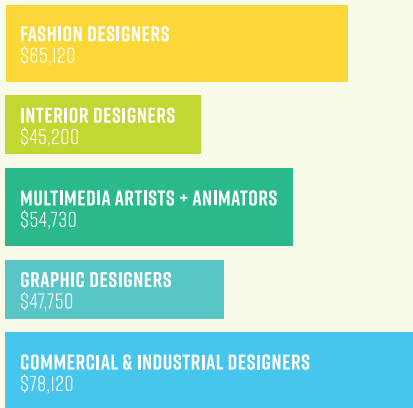 FASHION DESIGNERS
$65,120
INTERIOR DESIGNERS
$45,200
MULTIMEDIA ARTISTS + ANIMATORS
$54,730
GRAPHIC DESIGNERS
$47,750
COMMERCIAL & INDUSTRIAL DESIGNERS
$78,120